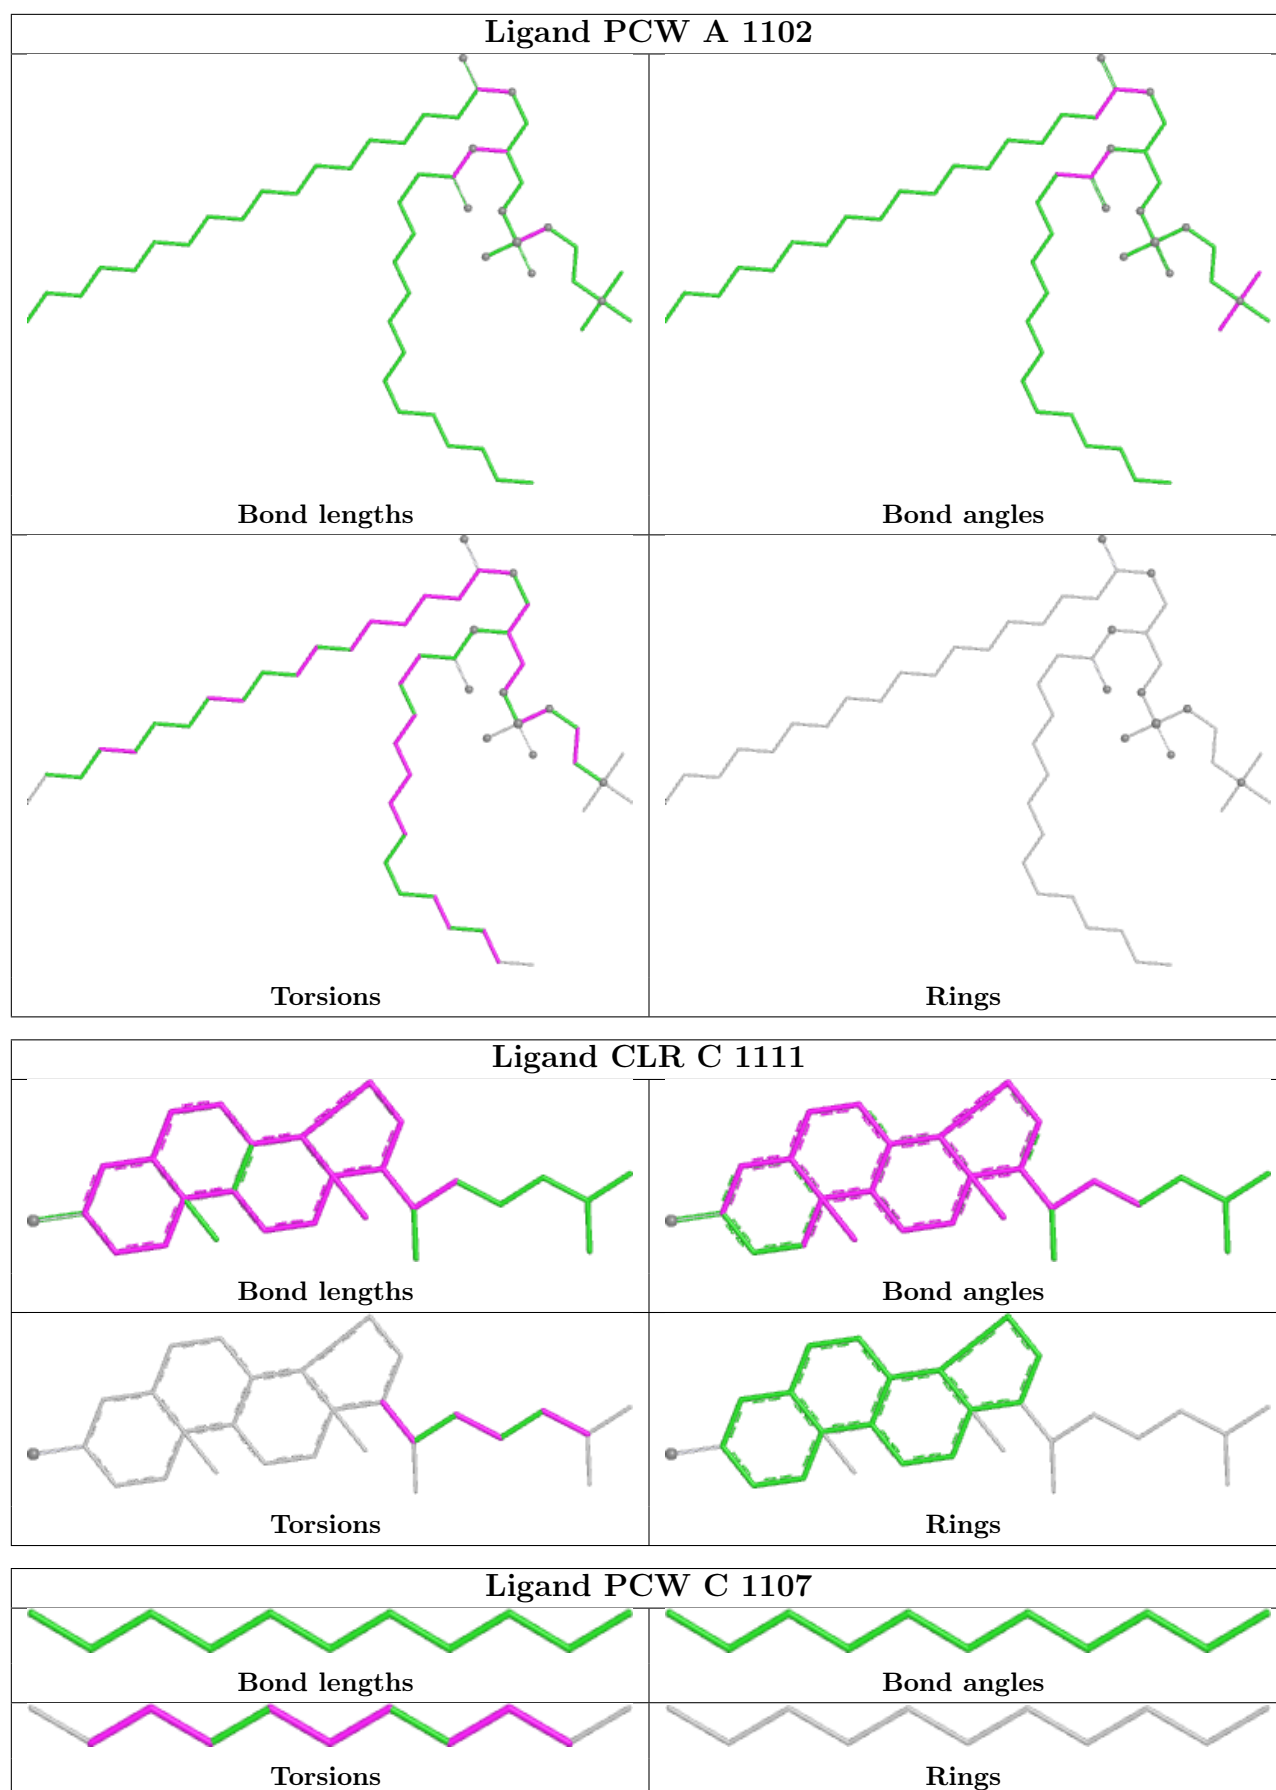 Ligand PCW A 1102
Bond lengths
Bond angles
Torsions
Rings
Ligand CLR C 1111
Bond lengths
Bond angles
Torsions
Rings
Ligand PCW C 1107
Bond lengths
Bond angles
Torsions
Rings